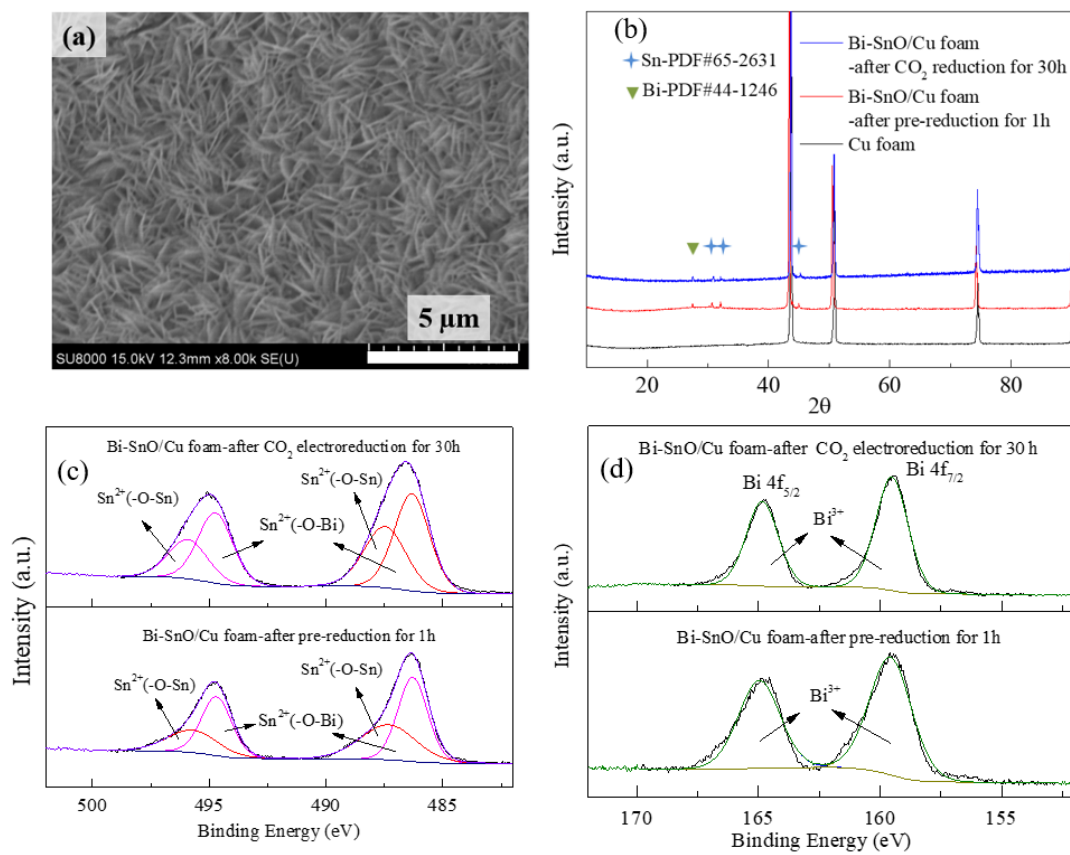 (a)
5 μm
SU8000 15.0kV 12.3mm x8.00k SE(U)
(b)
Sn-PDF#65-2631
Bi-PDF#44-1246
Bi-SnO/Cu foam
-after CO₂ reduction for 30h
Bi-SnO/Cu foam
-after pre-reduction for 1h
Cu foam
Intensity (a.u.)
20 40 60 80
2θ
(c)
Bi-SnO/Cu foam-after CO₂ electroreduction for 30h
Sn²⁺(-O-Sn)
Sn²⁺(-O-Sn)
Sn²⁺(-O-Bi)
Bi-SnO/Cu foam-after pre-reduction for 1h
Sn²⁺(-O-Sn)
Sn²⁺(-O-Sn)
Sn²⁺(-O-Bi)
Intensity (a.u.)
500 495 490 485
Binding Energy (eV)
(d)
Bi-SnO/Cu foam-after CO₂ electroreduction for 30 h
Bi 4f₅/₂
Bi 4f₇/₂
Bi³⁺
Bi-SnO/Cu foam-after pre-reduction for 1h
Bi³⁺
Intensity (a.u.)
170 165 160 155
Binding Energy (eV)